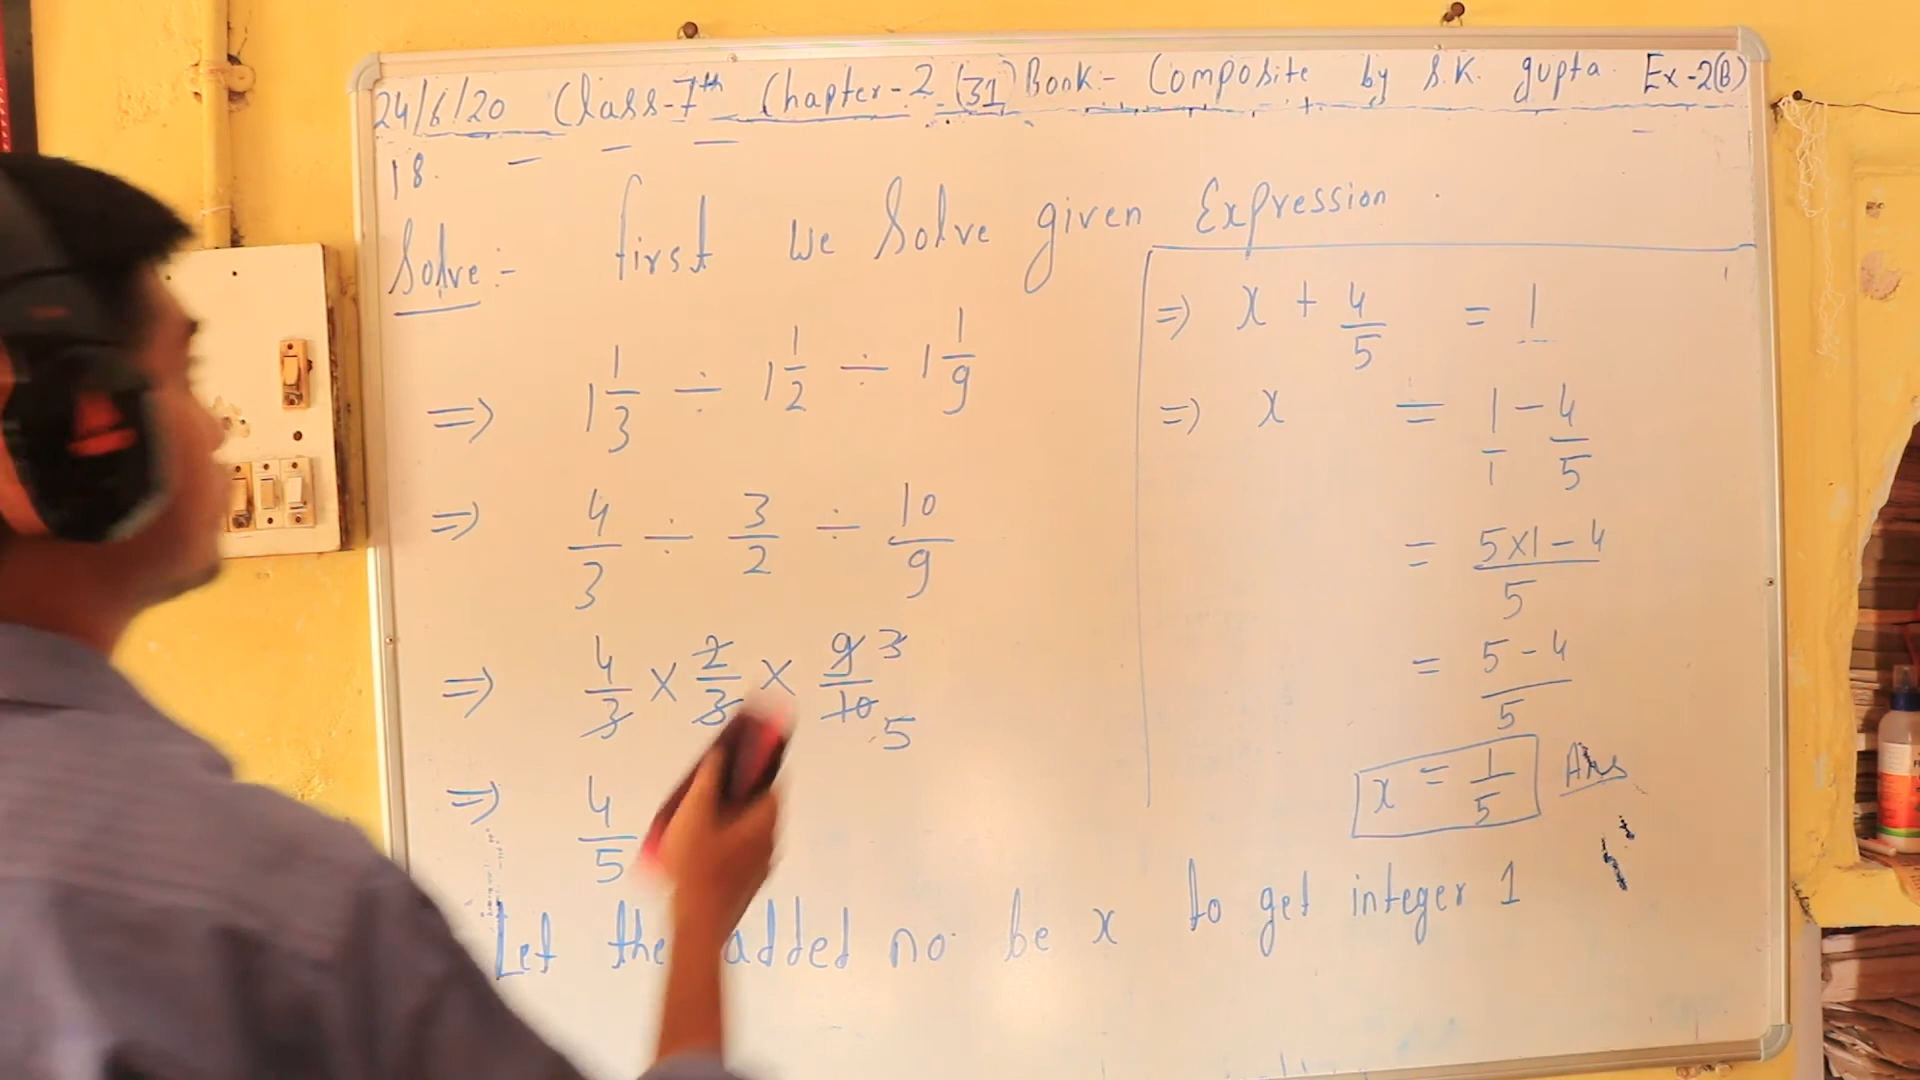 24/6/20 Class-7th Chapter-2 (31) Book:- Composite by S.K. gupta. Ex-2(B)
18.
Solve:- first we Solve given Expression.
=> 1 1/3 ÷ 1 1/2 ÷ 1 1/9
=> 4/3 ÷ 3/2 ÷ 10/9
=> 4/3 × 2/3 × 9/10 3 5
=> 4/5
Let the added no. be x to get integer 1
=> x + 4/5 = 1
=> x = 1/1 - 4/5
= 5×1-4/5
= 5-4/5
x = 1/5 Ans